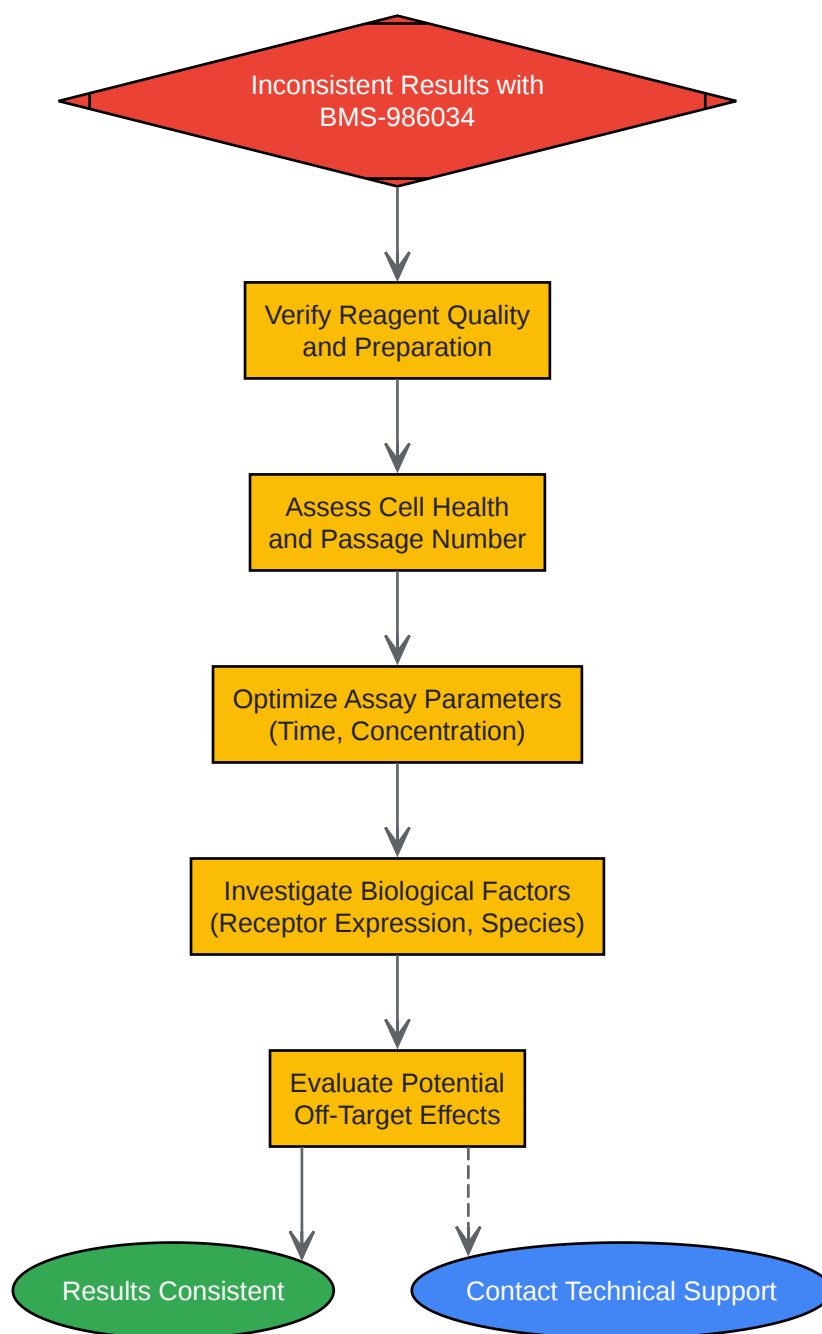 Inconsistent Results with
BMS-986034
Verify Reagent Quality
and Preparation
Assess Cell Health
and Passage Number
Optimize Assay Parameters
(Time, Concentration)
Investigate Biological Factors
(Receptor Expression, Species)
Evaluate Potential
Off-Target Effects
Results Consistent
Contact Technical Support